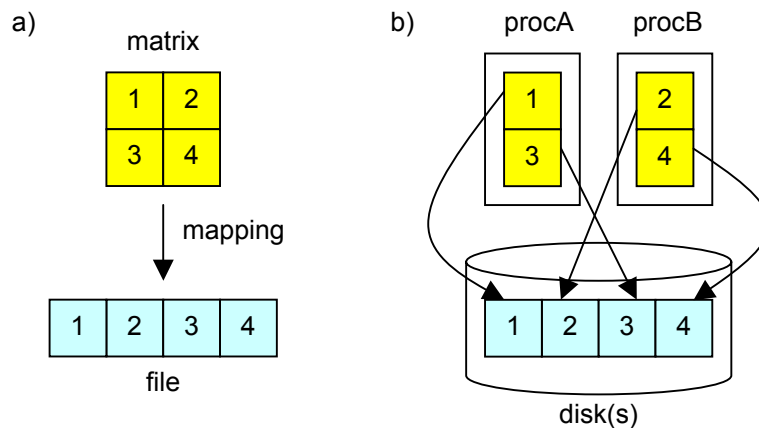 a)
matrix
1 2
3 4
mapping
1 2 3 4
file
b)
procA procB
1 2
3 4
1 2 3 4
disk(s)